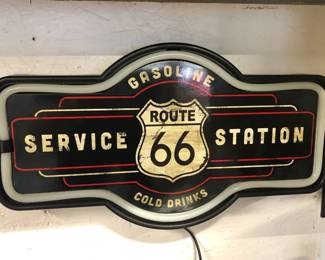 GASOLINE
ROUTE
SERVICE 66 STATION
COLD DRINKS